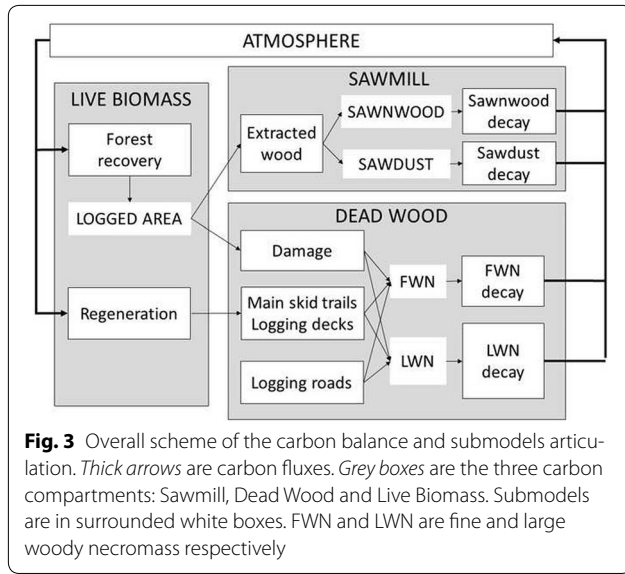 ATMOSPHERE
LIVE BIOMASS
Forest
recovery
LOGGED AREA
Regeneration
SAWMILL
Extracted
wood
SAWNWOOD
Sawnwood
decay
SAWDUST
Sawdust
decay
DEAD WOOD
Damage
Main skid trails
Logging decks
Logging roads
FWN
FWN
decay
LWN
LWN
decay
Fig. 3 Overall scheme of the carbon balance and submodels articu-
lation. Thick arrows are carbon fluxes. Grey boxes are the three carbon
compartments: Sawmill, Dead Wood and Live Biomass. Submodels
are in surrounded white boxes. FWN and LWN are fine and large
woody necromass respectively